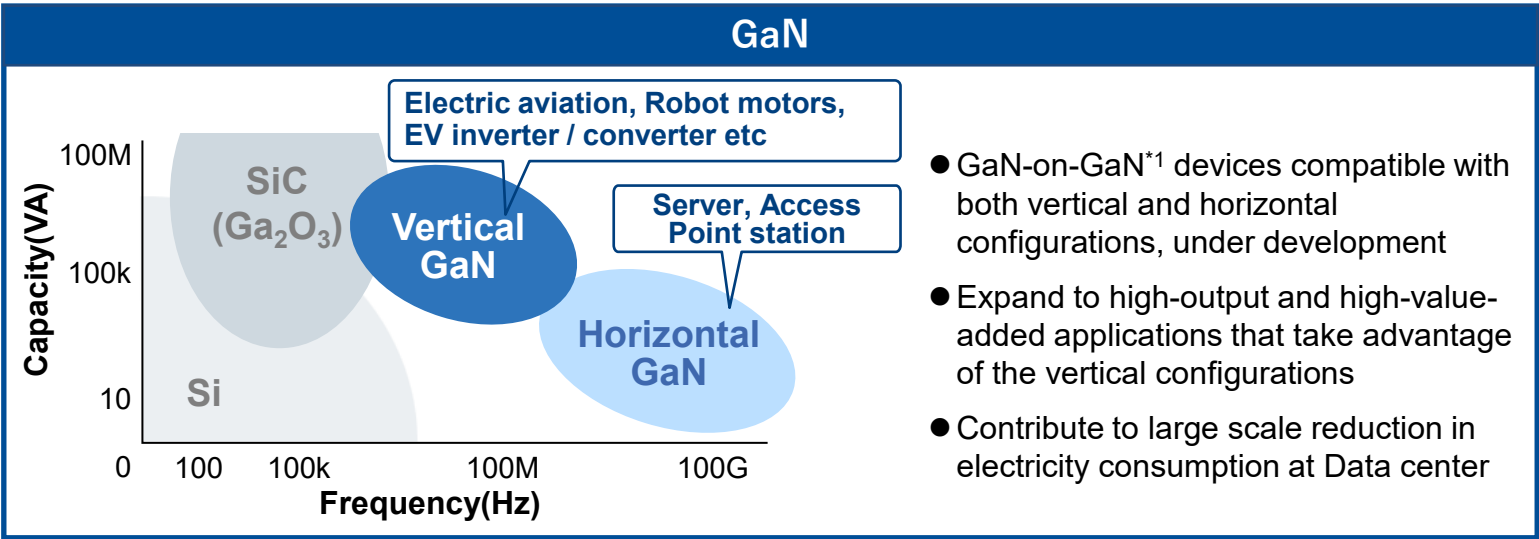 GaN
Electric aviation, Robot motors,
EV inverter / converter etc
Server, Access
Point station
Capacity(VA)
100M
100k
10
0
100
100k
100M
100G
Frequency(Hz)
SiC
(Ga₂O₃)
Si
Vertical
GaN
Horizontal
GaN
● GaN-on-GaN*1 devices compatible with
both vertical and horizontal
configurations, under development
● Expand to high-output and high-value-
added applications that take advantage
of the vertical configurations
● Contribute to large scale reduction in
electricity consumption at Data center